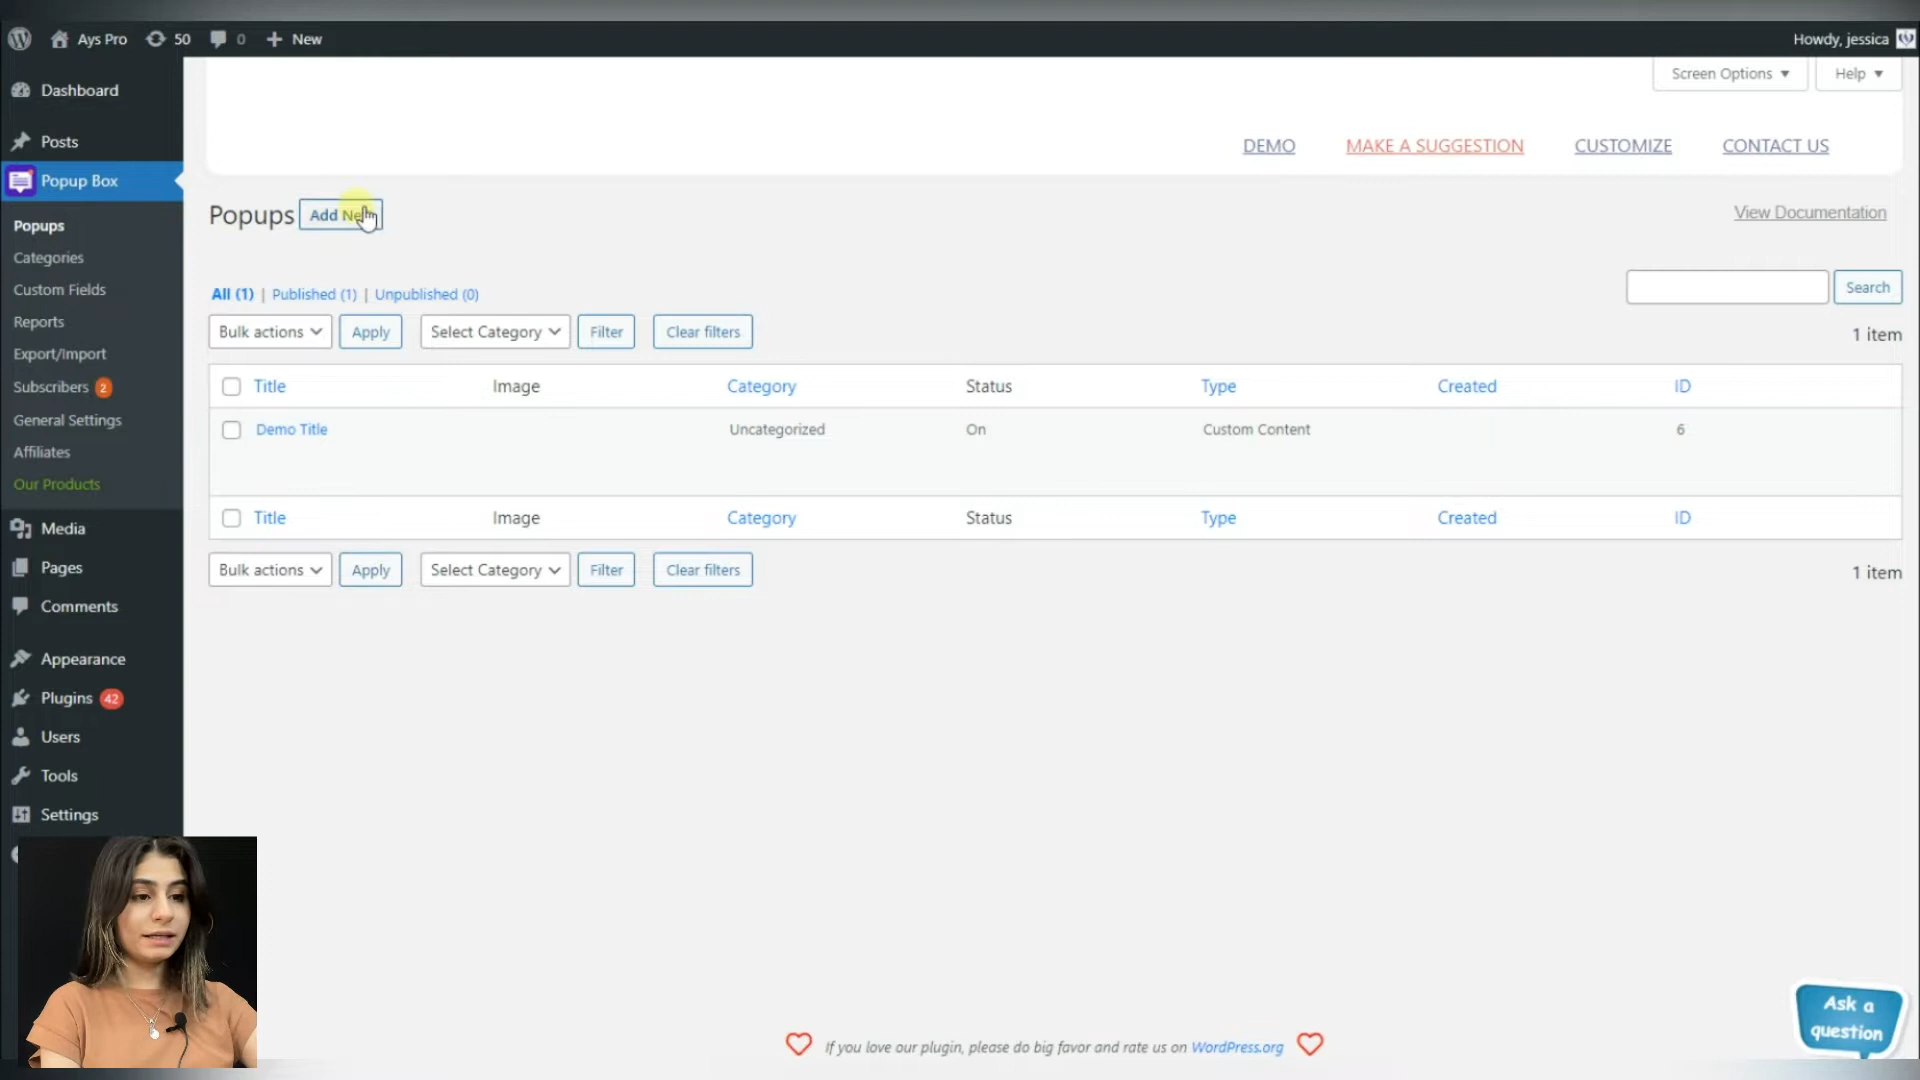 Ays Pro 50 0 New Howdy, jessica
Screen Options Help
DEMO MAKE A SUGGESTION CUSTOMIZE CONTACT US
Dashboard
Posts
Popup Box
Popups
Categories
Custom Fields
Reports
Export/Import
Subscribers 2
General Settings
Affiliates
Our Products
Media
Pages
Comments
Appearance
Plugins 42
Users
Tools
Settings
Popups Add
View Documentation
All (1) | Published (1) | Unpublished (0)
Search
Bulk actions Apply Select Category Filter Clear filters
1 item
Title Image Category Status Type Created ID
Demo Title Uncategorized On Custom Content 6
Title Image Category Status Type Created ID
Bulk actions Apply Select Category Filter Clear filters
1 item
Ask a
question
If you love our plugin, please do big favor and rate us on WordPress.org